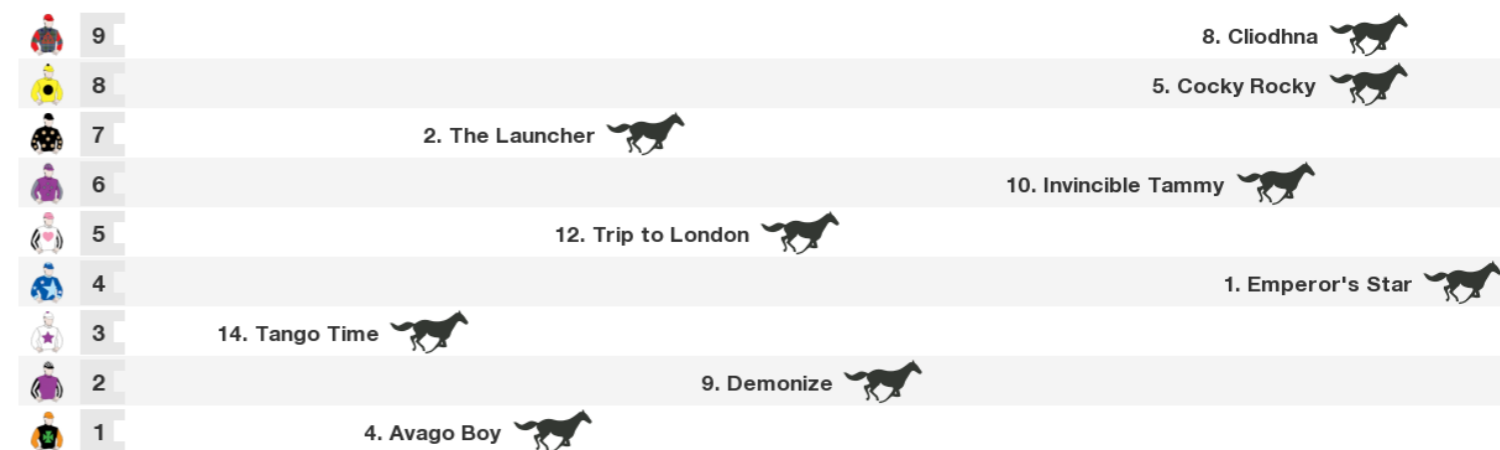 9 8. Cliodhna
8 5. Cocky Rocky
7 2. The Launcher
6 10. Invincible Tammy
5 12. Trip to London
4 1. Emperor's Star
3 14. Tango Time
2 9. Demonize
1 4. Avago Boy